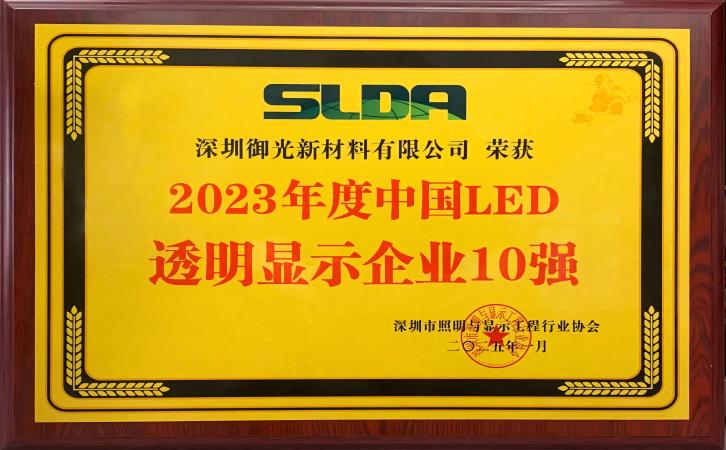 SLDA
深圳御光新材料有限公司 荣获
2023年度中国LED
透明显示企业10强
深圳市照明与显示工程行业协会
二〇二五年 月